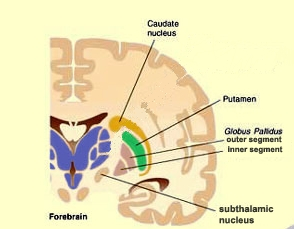 Caudate
nucleus
Putamen
Globus Pallidus
outer segment
inner segment
subthalamic
nucleus
Forebrain